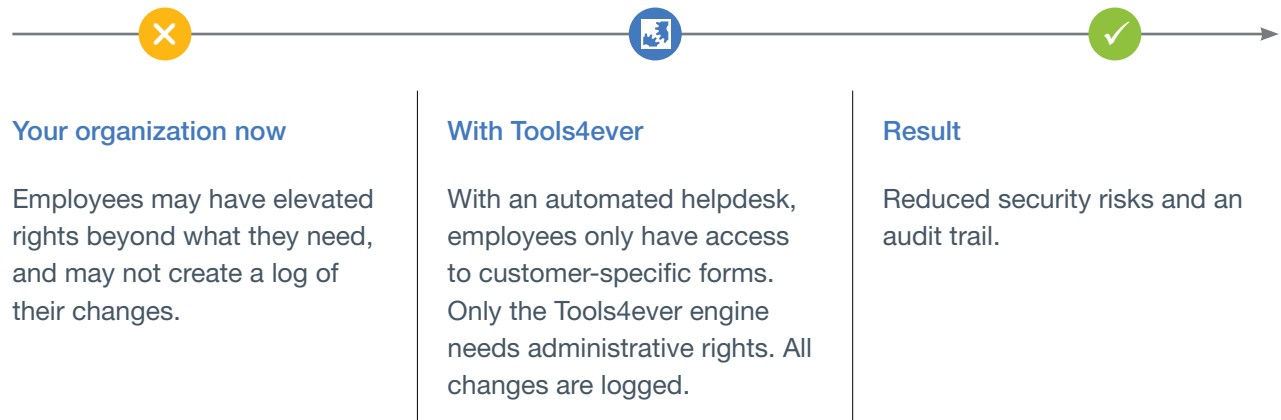 Your organization now
Employees may have elevated
rights beyond what they need,
and may not create a log of
their changes.
With Tools4ever
With an automated helpdesk,
employees only have access
to customer-specific forms.
Only the Tools4ever engine
needs administrative rights. All
changes are logged.
Result
Reduced security risks and an
audit trail.